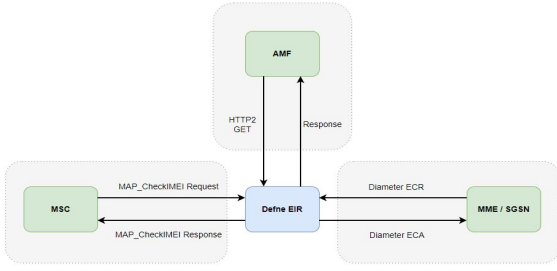 AMF
HTTP2
GET
Response
MAP_CheckIMEI Request
Diameter ECR
MSC
Defne EIR
MME / SGSN
MAP_CheckIMEI Response
Diameter ECA